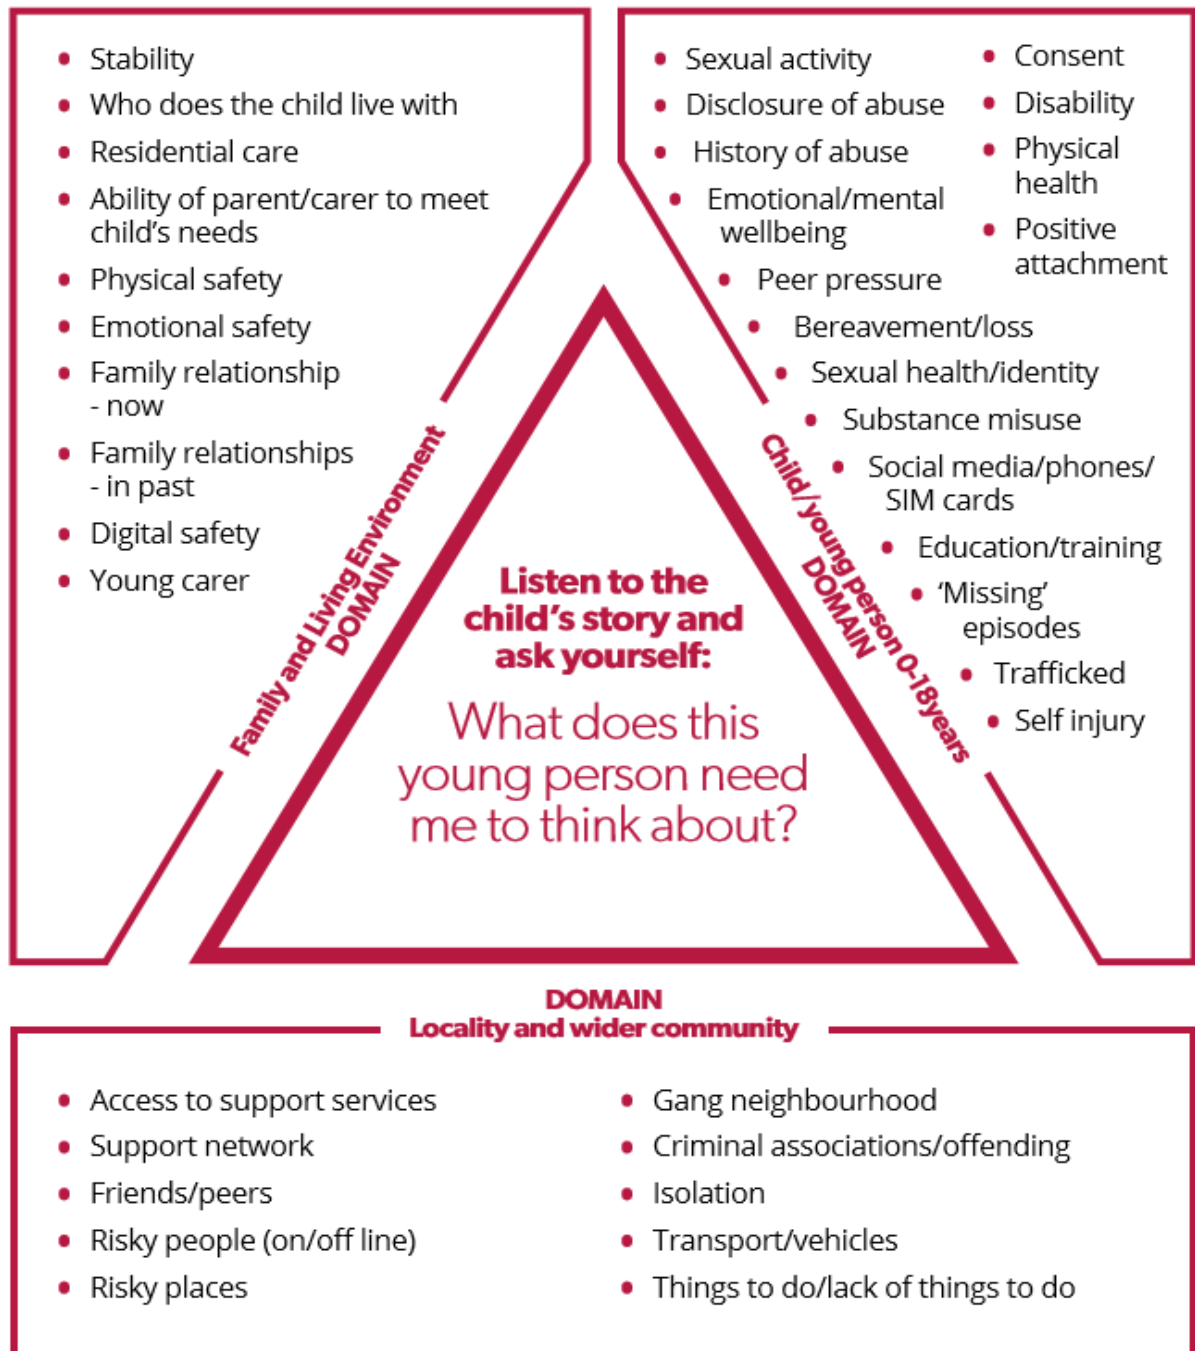 Stability
Who does the child live with
Residential care
Ability of parent/carer to meet
child’s needs
Physical safety
Emotional safety
Family relationship
- now
Family relationships
- in past
Digital safety
Young carer
Family and Living Environment
DOMAIN
Sexual activity
Disclosure of abuse
History of abuse
Emotional/mental
wellbeing
Peer pressure
Bereavement/loss
Sexual health/identity
Substance misuse
Social media/phones/
SIM cards
Education/training
‘Missing’
episodes
Trafficked
Self injury
Consent
Disability
Physical
health
Positive
attachment
Child/young person 0-18years
DOMAIN
Listen to the
child’s story and
ask yourself:
What does this
young person need
me to think about?
DOMAIN
Locality and wider community
Access to support services
Support network
Friends/peers
Risky people (on/off line)
Risky places
Gang neighbourhood
Criminal associations/offending
Isolation
Transport/vehicles
Things to do/lack of things to do